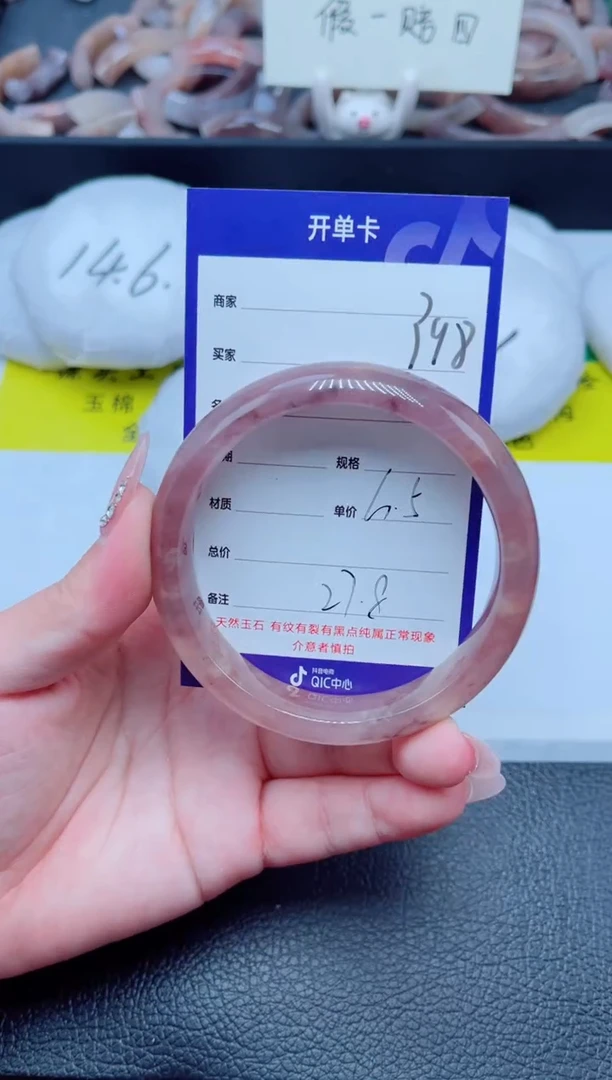 假一赔
14.6.
开单卡
商家
买家 398
玉棉
规格
材质 单价 6.5
总价
备注 27.8
天然玉石 有纹有裂有黑点纯属正常现象
介意者慎拍
抖音电商
QIC中心